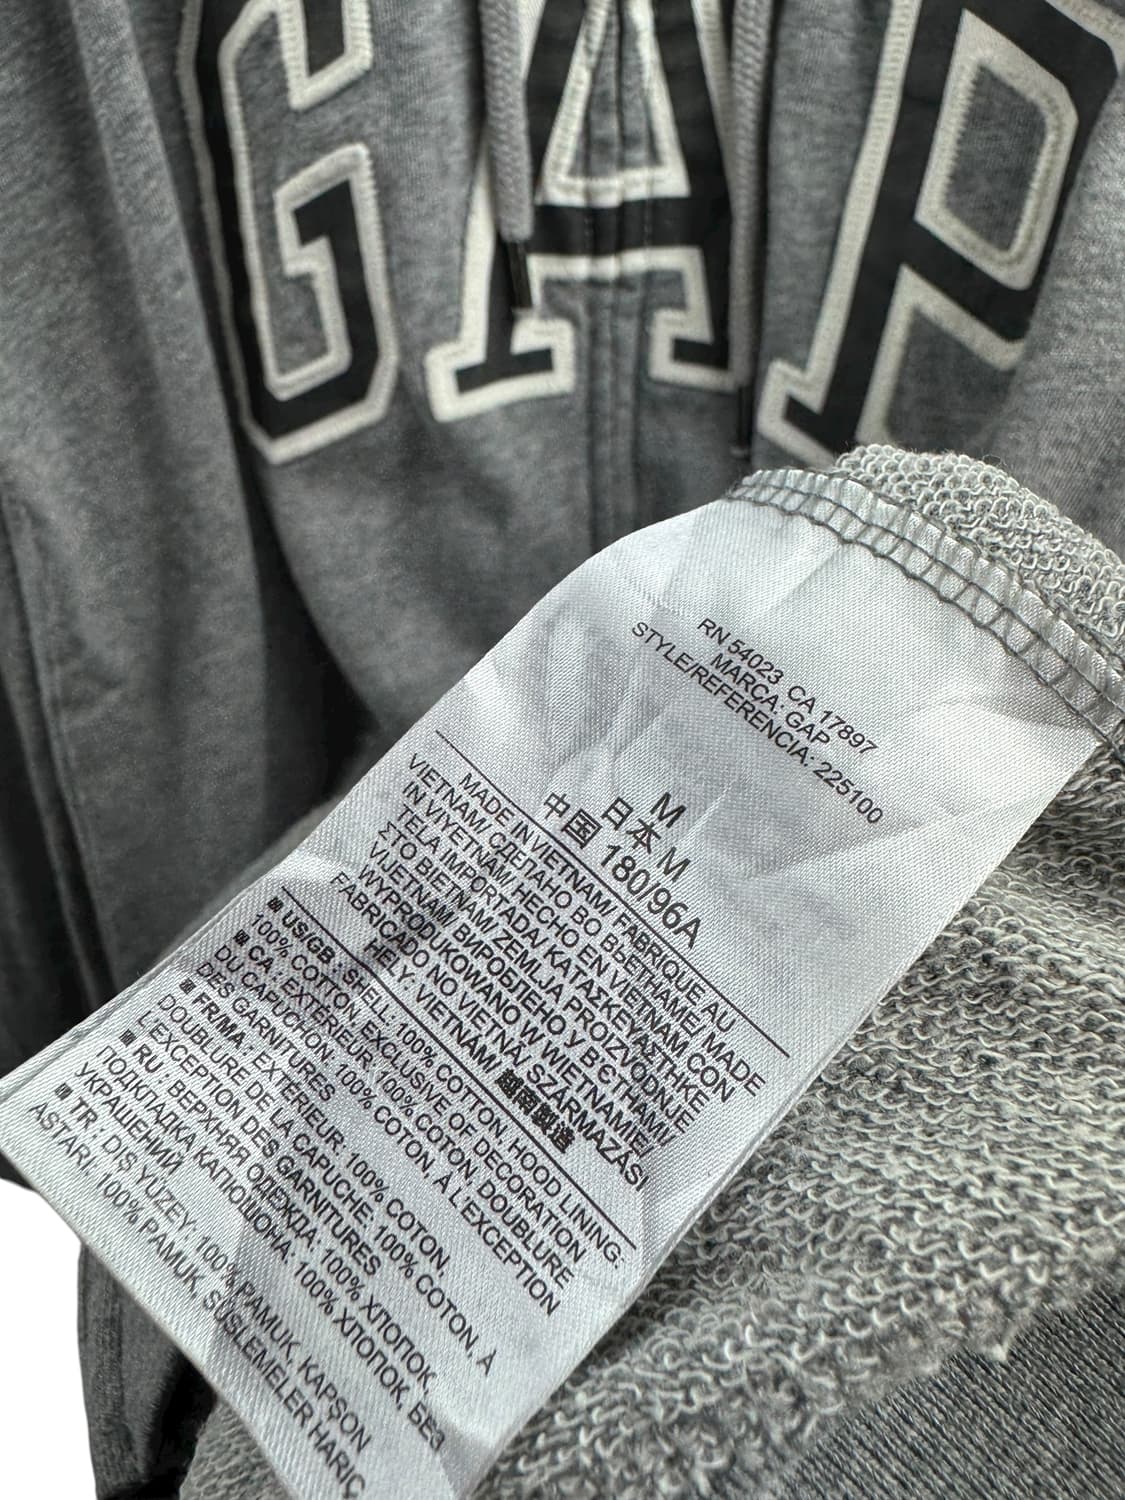 GAP
RN 54023 CA 17897
MARCA: GAP
STYLE/REFERENCIA: 225100
M
日本 M
中国 180/96A
MADE IN VIETNAM/ FABRIQUE AU
VIETNAM/ СДЕЛАНО ВО ВЬЕТНАМЕ/ MADE
IN VIYETNAM/ HECHO EN VIETNAM CON
TELA IMPORTADA/ ΚΑΤΑΣΚΕΥΑΣΤΗΚΕ
ΣΤΟ ΒΙΕΤΝΑΜ/ ZEMLJA PROIZVODNJE
VIJETNAM/ ВИРОБЛЕНО У В'ЄТНАМІ/
WYPRODUKOWANO W WIETNAMIE/
FABRICADO NO VIETNA/ SZÁRMAZÁSI
HELY: VIETNAM/ 越南製造
US/GB : SHELL: 100% COTTON, HOOD LINING:
100% COTTON, EXCLUSIVE OF DECORATION
CA : EXTÉRIEUR: 100% COTON, DOUBLURE
DU CAPUCHON: 100% COTON, À L'EXCEPTION
DES GARNITURES
FR/MA : EXTÉRIEUR: 100% COTON,
DOUBLURE DE LA CAPUCHE: 100% COTON, À
L'EXCEPTION DES GARNITURES
RU : ВЕРХНЯЯ ОДЕЖДА: 100% ХЛОПОК,
ПОДКЛАДКА КАПЮШОНА: 100% ХЛОПОК, БЕЗ
УКРАШЕНИЙ
TR : DIŞ YÜZEY: 100% PAMUK, KAPŞON
ASTARI: 100% PAMUK, SÜSLEMELER HARİÇ